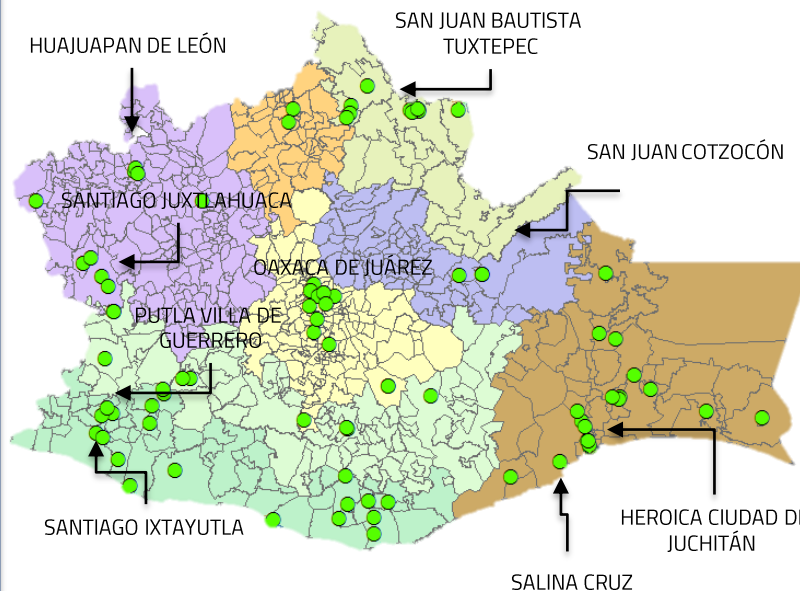 SAN JUAN BAUTISTA
TUXTEPEC
HUAJUAPAN DE LEÓN
SAN JUAN COTZOCÓN
SANTIAGO JUXTLAHUACA
OAXACA DE JUÁREZ
PUTLA VILLA DE
GUERRERO
SANTIAGO IXTAYUTLA
HEROICA CIUDAD DE
JUCHITÁN
SALINA CRUZ